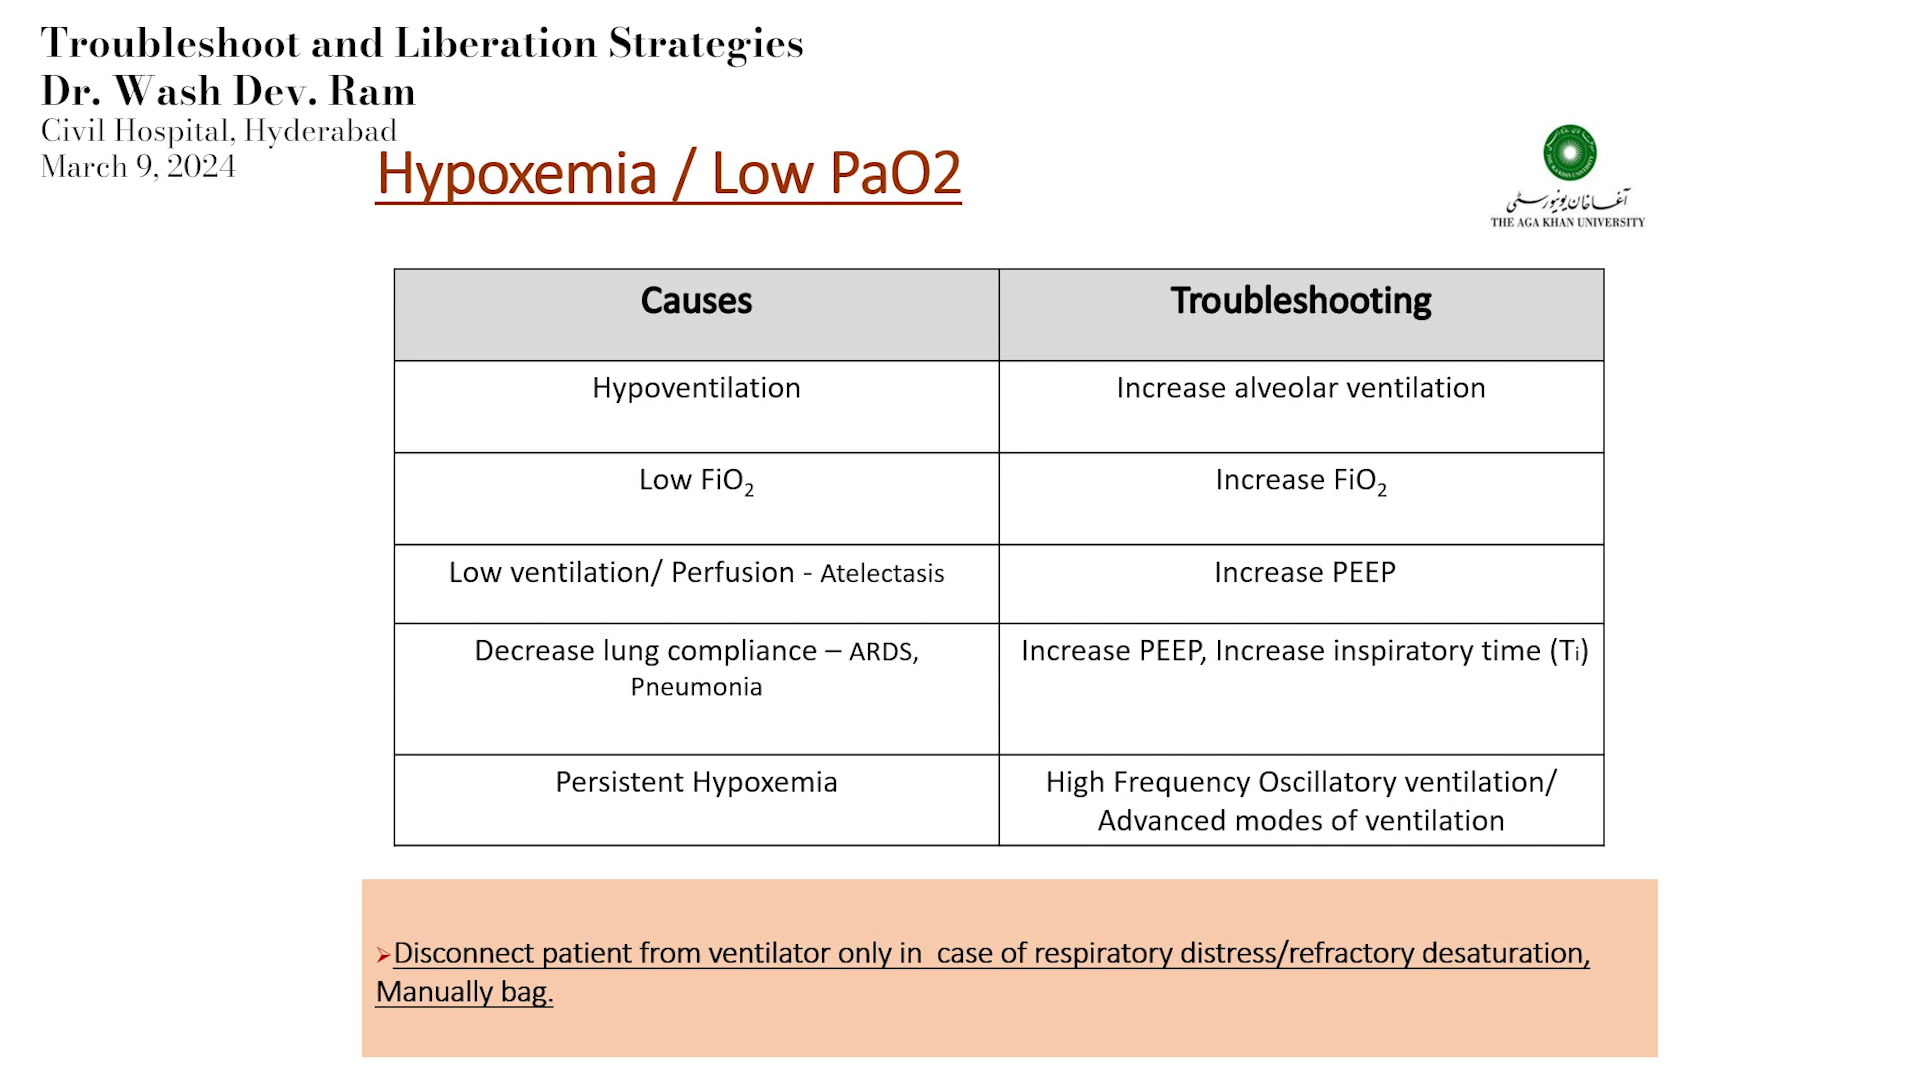 Troubleshoot and Liberation Strategies
Dr. Wash Dev. Ram
Civil Hospital, Hyderabad
March 9, 2024
Hypoxemia / Low PaO2
آغا خان یونیورسٹی
THE AGA KHAN UNIVERSITY
Causes
Troubleshooting
Hypoventilation
Increase alveolar ventilation
Low FiO2
Increase FiO2
Low ventilation/ Perfusion - Atelectasis
Increase PEEP
Decrease lung compliance – ARDS,
Pneumonia
Increase PEEP, Increase inspiratory time (Ti)
Persistent Hypoxemia
High Frequency Oscillatory ventilation/
Advanced modes of ventilation
➢Disconnect patient from ventilator only in  case of respiratory distress/refractory desaturation,
Manually bag.